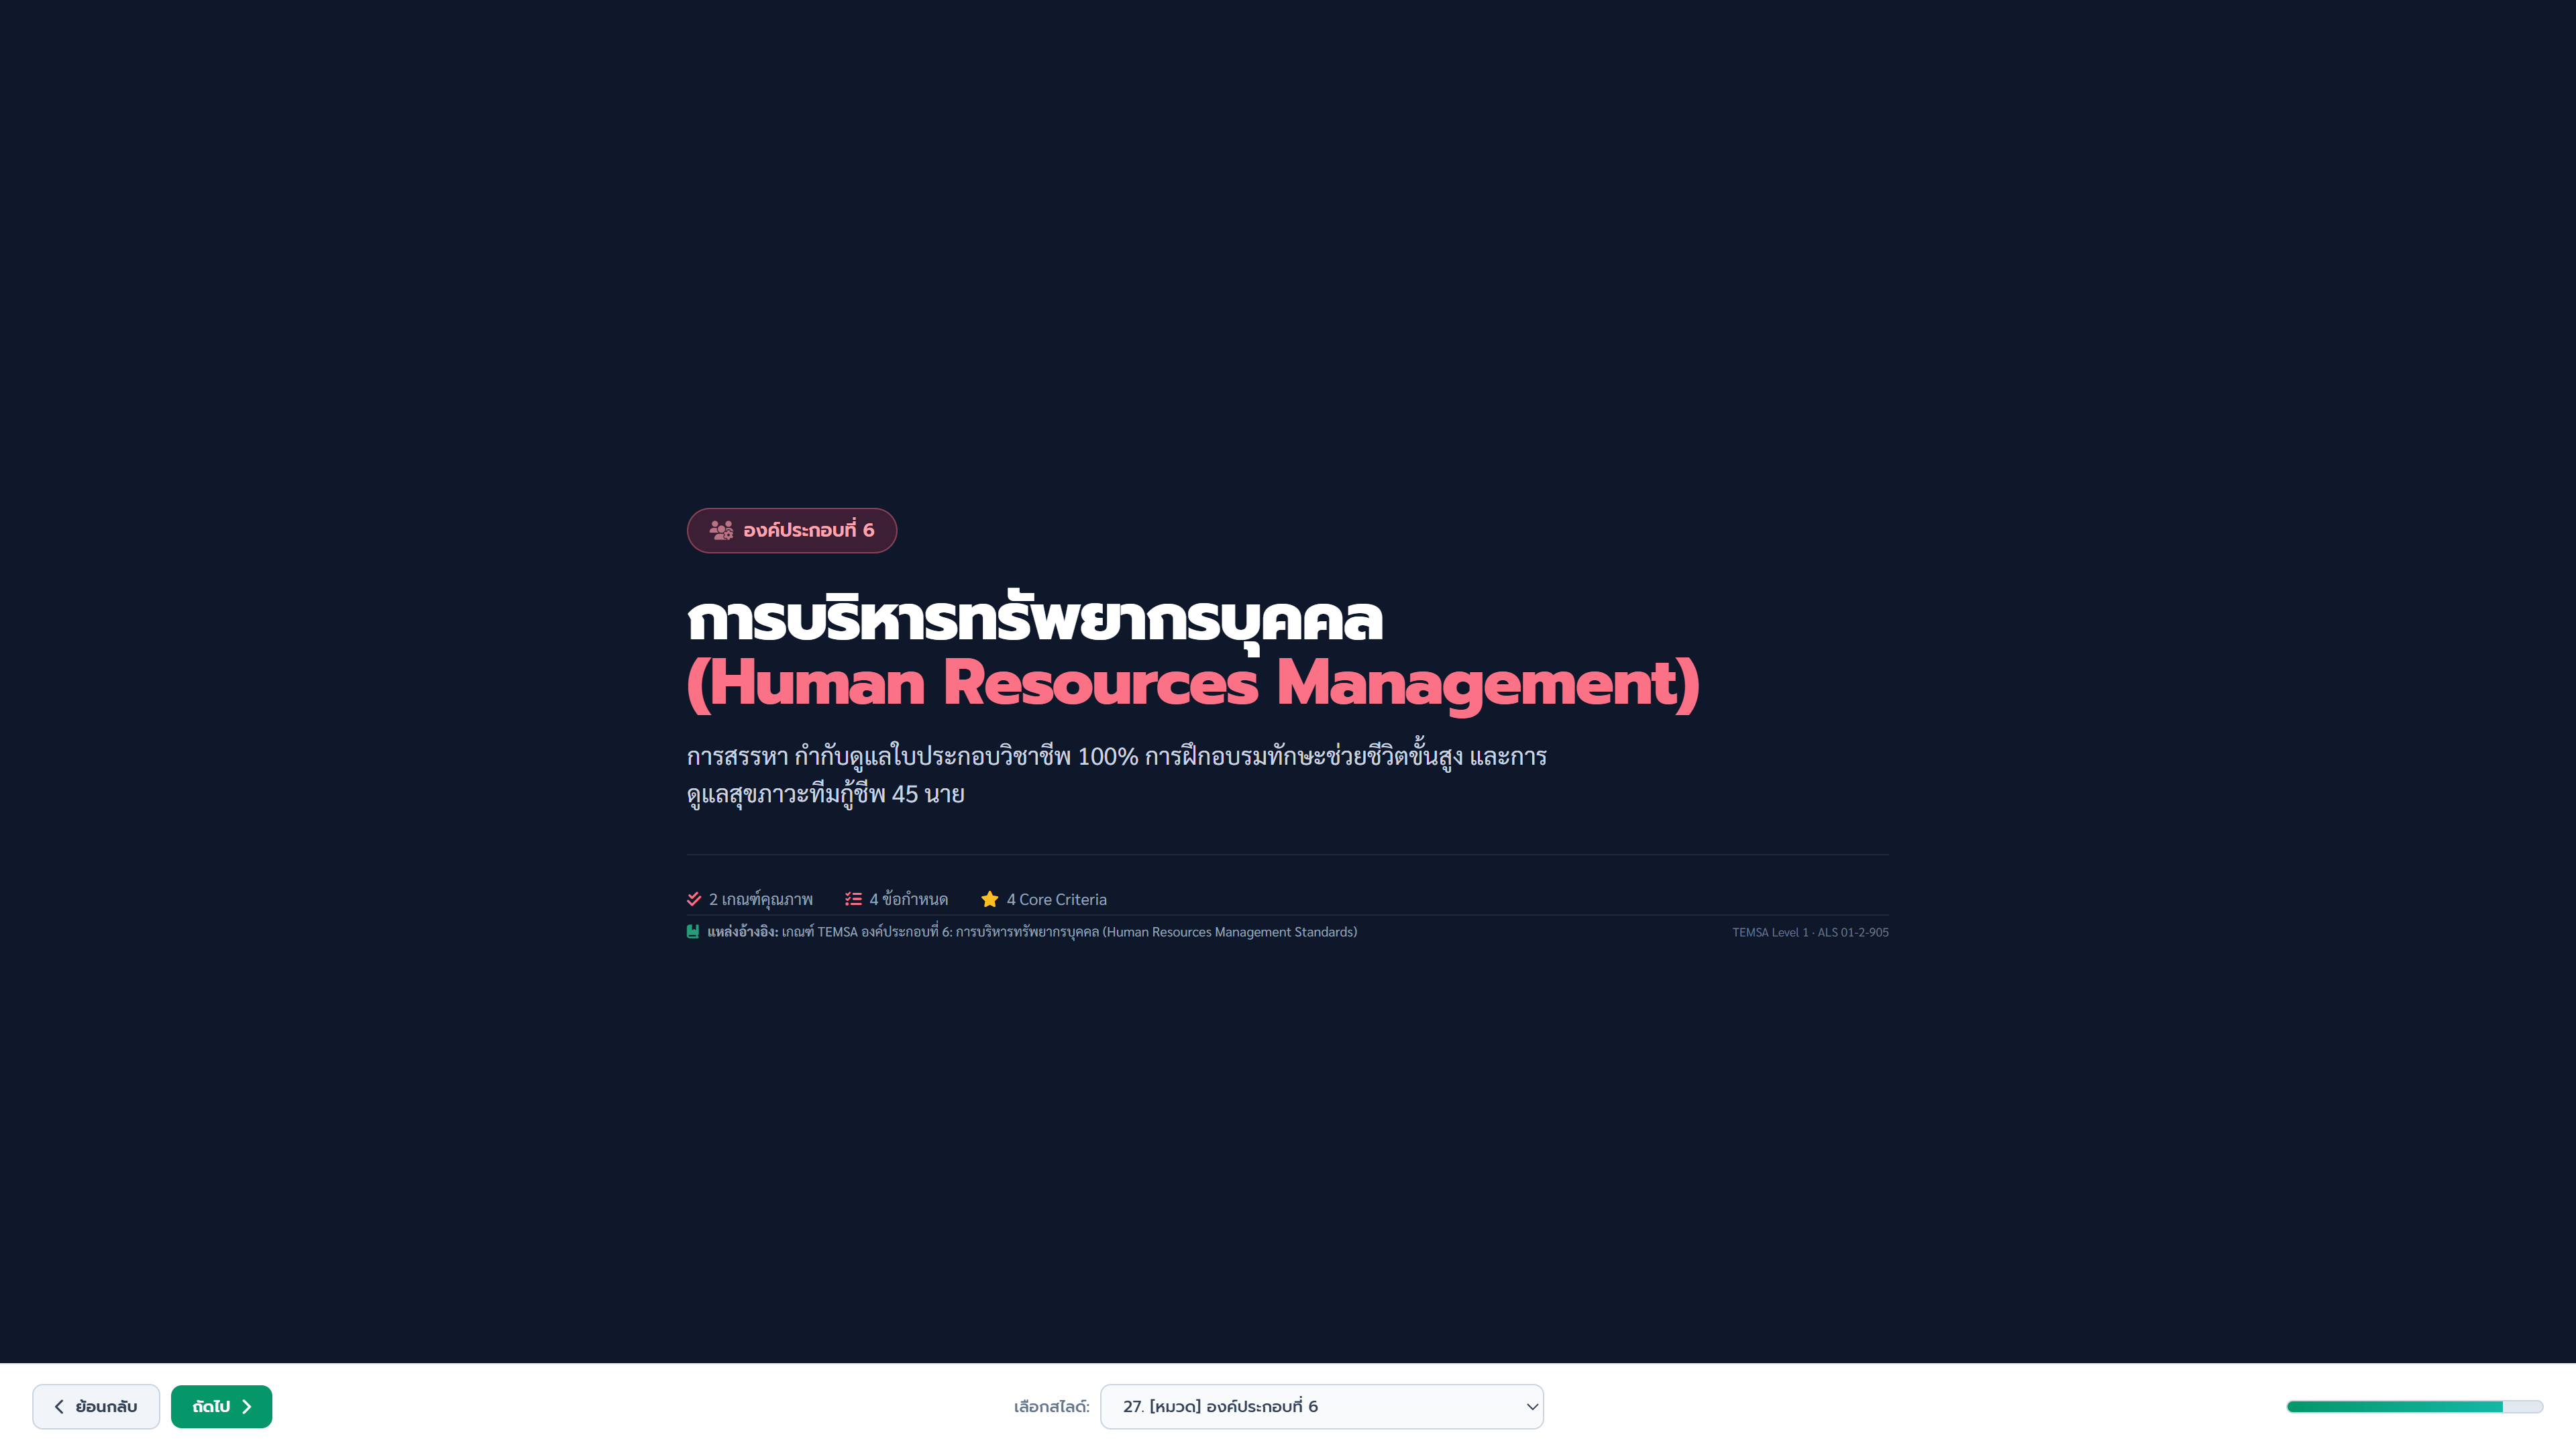 องค์ประกอบที่ 6
การบริหารทรัพยากรบุคคล
(Human Resources Management)
การสรรหา กำกับดูแลใบประกอบวิชาชีพ 100% การฝึกอบรมทักษะช่วยชีวิตขั้นสูง และการ
ดูแลสุขภาวะทีมกู้ชีพ 45 นาย
2 เกณฑ์คุณภาพ 4 ข้อกำหนด 4 Core Criteria
แหล่งอ้างอิง: เกณฑ์ TEMSA องค์ประกอบที่ 6: การบริหารทรัพยากรบุคคล (Human Resources Management Standards) TEMSA Level 1 · ALS 01-2-905
ย้อนกลับ ถัดไป เลือกสไลด์: 27. [หมวด] องค์ประกอบที่ 6